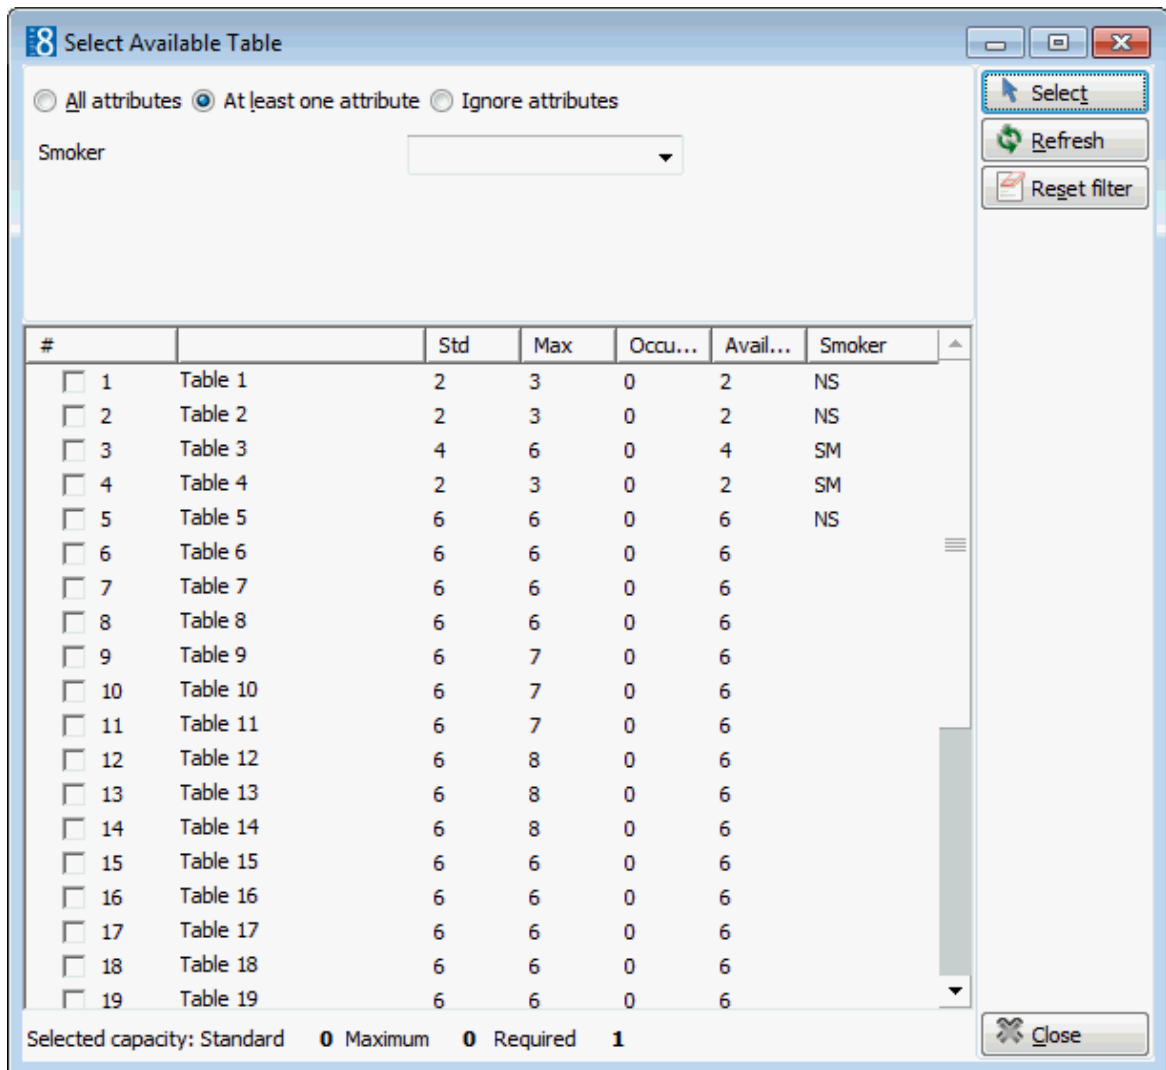 8 Select Available Table
All attributes At least one attribute Ignore attributes
Smoker
Select
Refresh
Reset filter
# Std Max Occu... Avail... Smoker
1 Table 1 2 3 0 2 NS
2 Table 2 2 3 0 2 NS
3 Table 3 4 6 0 4 SM
4 Table 4 2 3 0 2 SM
5 Table 5 6 6 0 6 NS
6 Table 6 6 6 0 6
7 Table 7 6 6 0 6
8 Table 8 6 6 0 6
9 Table 9 6 7 0 6
10 Table 10 6 7 0 6
11 Table 11 6 7 0 6
12 Table 12 6 8 0 6
13 Table 13 6 8 0 6
14 Table 14 6 8 0 6
15 Table 15 6 6 0 6
16 Table 16 6 6 0 6
17 Table 17 6 6 0 6
18 Table 18 6 6 0 6
19 Table 19 6 6 0 6
Selected capacity: Standard 0 Maximum 0 Required 1
Close